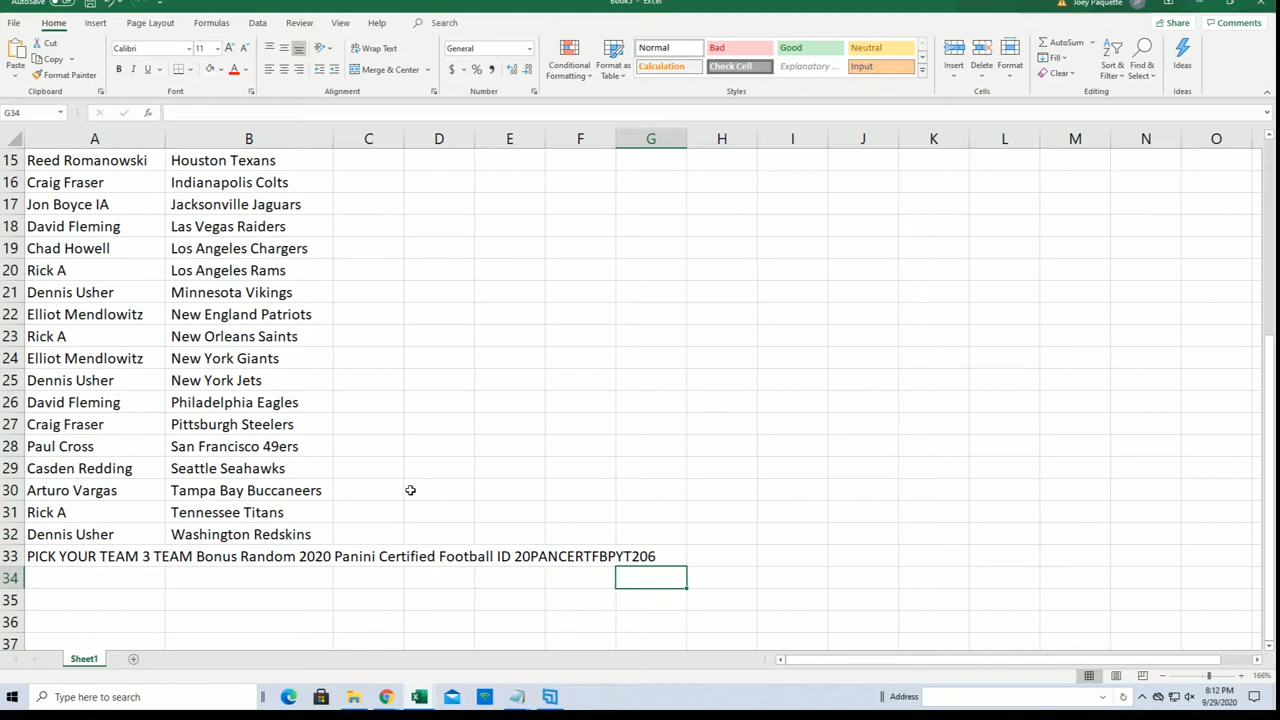 AutoSave Book5 - Excel Joey Paquette JP
File Home Insert Page Layout Formulas Data Review View Help Search Share Comments
Cut
Copy
Format Painter
Paste
Calibri 11
B I U
Wrap Text
Merge & Center
General
$ % ,
Conditional Formatting
Format as Table
Normal Bad Good Neutral
Calculation Check Cell Explanatory ... Input
Insert Delete Format
AutoSum
Fill
Clear
Sort & Filter
Find & Select
Ideas
Clipboard Font Alignment Number Styles Cells Editing Ideas
G34 fx
A B C D E F G H I J K L M N O
15 Reed Romanowski Houston Texans
16 Craig Fraser Indianapolis Colts
17 Jon Boyce IA Jacksonville Jaguars
18 David Fleming Las Vegas Raiders
19 Chad Howell Los Angeles Chargers
20 Rick A Los Angeles Rams
21 Dennis Usher Minnesota Vikings
22 Elliot Mendlowitz New England Patriots
23 Rick A New Orleans Saints
24 Elliot Mendlowitz New York Giants
25 Dennis Usher New York Jets
26 David Fleming Philadelphia Eagles
27 Craig Fraser Pittsburgh Steelers
28 Paul Cross San Francisco 49ers
29 Casden Redding Seattle Seahawks
30 Arturo Vargas Tampa Bay Buccaneers
31 Rick A Tennessee Titans
32 Dennis Usher Washington Redskins
33 PICK YOUR TEAM 3 TEAM Bonus Random 2020 Panini Certified Football ID 20PANCERTFBPYT206
34
35
36
37
Sheet1
166%
Type here to search Address 8:12 PM
9/29/2020